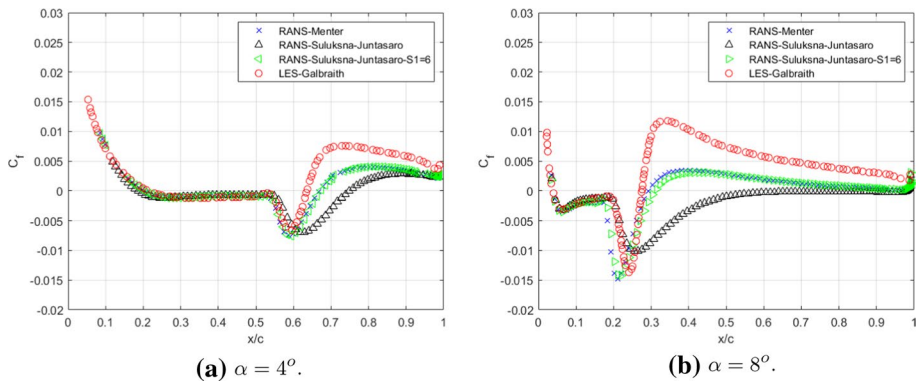 0.03
0.025
0.02
0.015
0.01
0.005
0
-0.005
-0.01
-0.015
-0.02
C_f
0 0.1 0.2 0.3 0.4 0.5 0.6 0.7 0.8 0.9 1
x/c
RANS-Menter
RANS-Suluksna-Juntasaro
RANS-Suluksna-Juntasaro-S1=6
LES-Galbraith
(a) α = 4°.
0.03
0.025
0.02
0.015
0.01
0.005
0
-0.005
-0.01
-0.015
-0.02
C_f
0 0.1 0.2 0.3 0.4 0.5 0.6 0.7 0.8 0.9 1
x/c
RANS-Menter
RANS-Suluksna-Juntasaro
RANS-Suluksna-Juntasaro-S1=6
LES-Galbraith
(b) α = 8°.